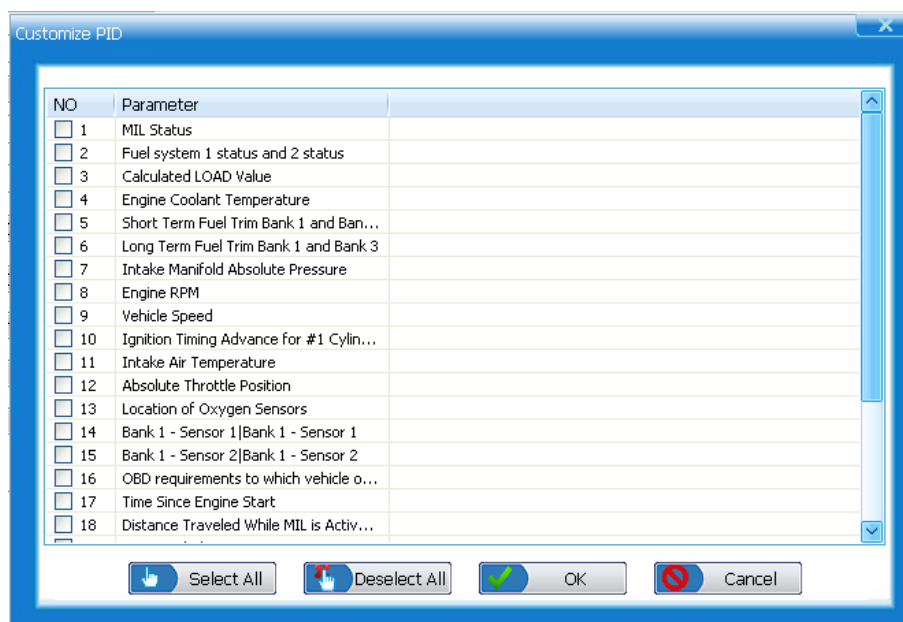 Customize PID
NO Parameter
1 MIL Status
2 Fuel system 1 status and 2 status
3 Calculated LOAD Value
4 Engine Coolant Temperature
5 Short Term Fuel Trim Bank 1 and Ban...
6 Long Term Fuel Trim Bank 1 and Bank 3
7 Intake Manifold Absolute Pressure
8 Engine RPM
9 Vehicle Speed
10 Ignition Timing Advance for #1 Cylin...
11 Intake Air Temperature
12 Absolute Throttle Position
13 Location of Oxygen Sensors
14 Bank 1 - Sensor 1|Bank 1 - Sensor 1
15 Bank 1 - Sensor 2|Bank 1 - Sensor 2
16 OBD requirements to which vehicle o...
17 Time Since Engine Start
18 Distance Traveled While MIL is Activ...
Select All Deselect All OK Cancel